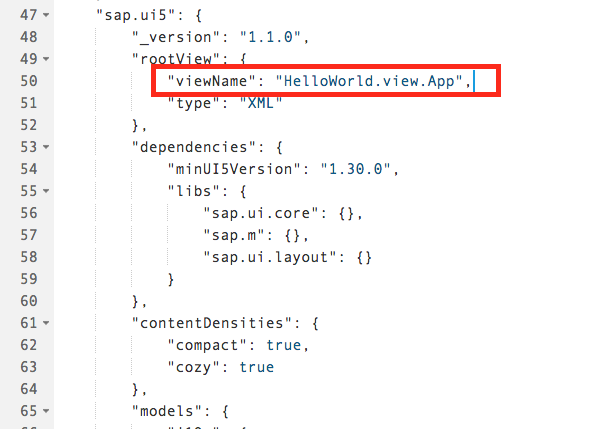 47 "sap.ui5": {
48 "_version": "1.1.0",
49 "rootView": {
50 "viewName": "HelloWorld.view.App",
51 "type": "XML"
52 },
53 "dependencies": {
54 "minUI5Version": "1.30.0",
55 "libs": {
56 "sap.ui.core": {},
57 "sap.m": {},
58 "sap.ui.layout": {}
59 }
60 },
61 "contentDensities": {
62 "compact": true,
63 "cozy": true
64 },
65 "models": {